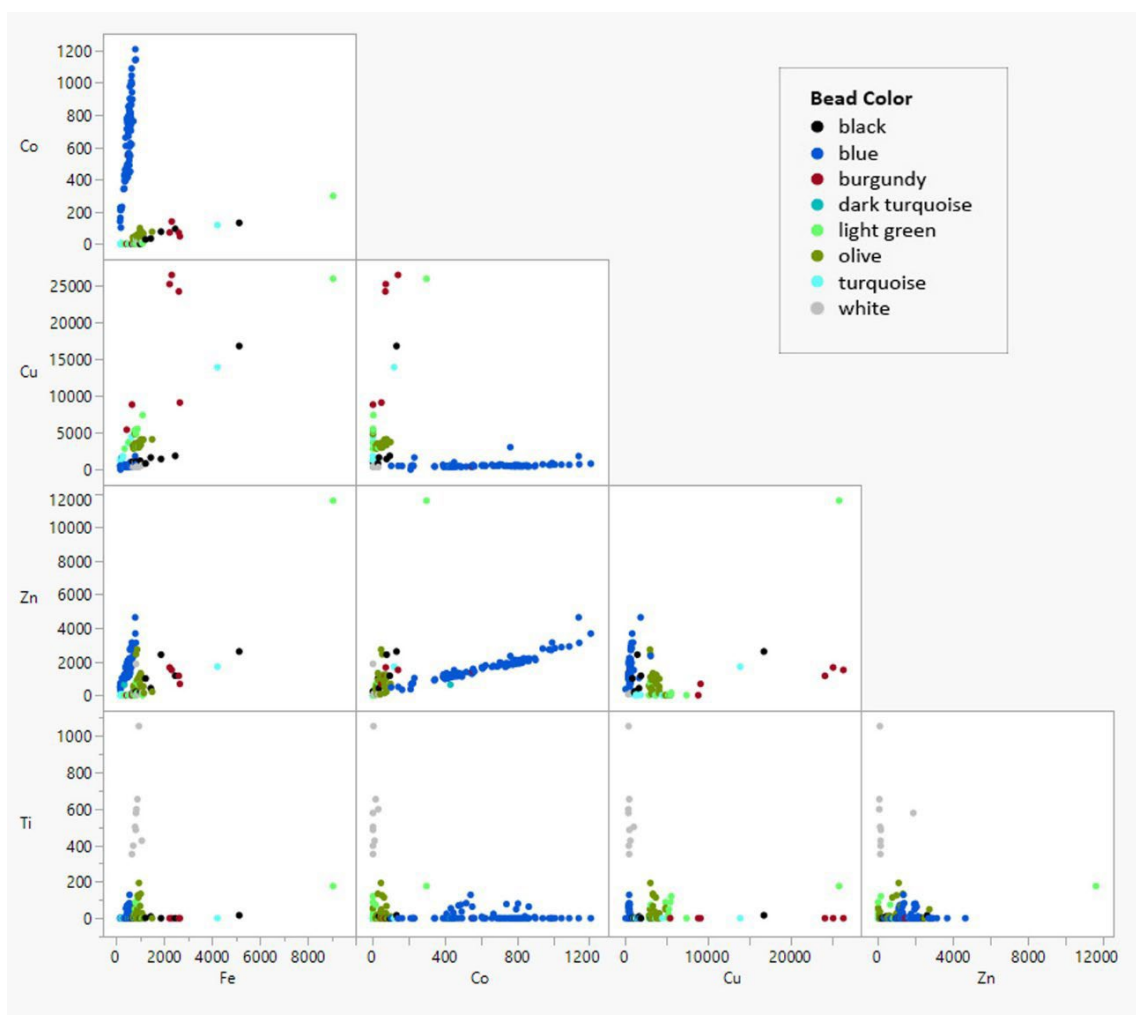 1200
1000
800
600
400
200
0
Co
Bead Color
black
blue
burgundy
dark turquoise
light green
olive
turquoise
white
25000
20000
15000
10000
5000
0
Cu
12000
10000
8000
6000
4000
2000
0
Zn
1000
800
600
400
200
0
Ti
0 2000 4000 6000 8000
Fe
0 400 800 1200
Co
0 10000 20000
Cu
0 4000 8000 12000
Zn